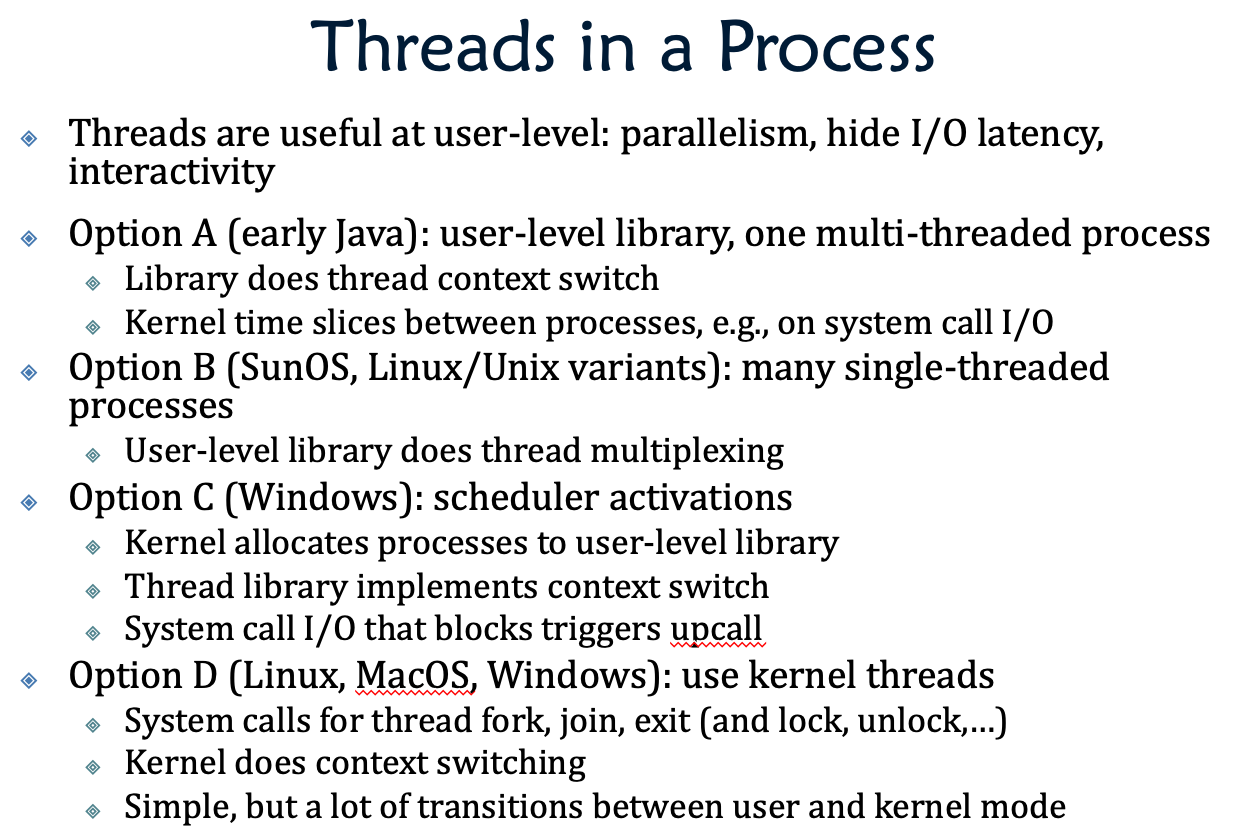 Threads in a Process
Threads are useful at user-level: parallelism, hide I/O latency,
interactivity
Option A (early Java): user-level library, one multi-threaded process
Library does thread context switch
Kernel time slices between processes, e.g., on system call I/O
Option B (SunOS, Linux/Unix variants): many single-threaded
processes
User-level library does thread multiplexing
Option C (Windows): scheduler activations
Kernel allocates processes to user-level library
Thread library implements context switch
System call I/O that blocks triggers upcall
Option D (Linux, MacOS, Windows): use kernel threads
System calls for thread fork, join, exit (and lock, unlock,...)
Kernel does context switching
Simple, but a lot of transitions between user and kernel mode